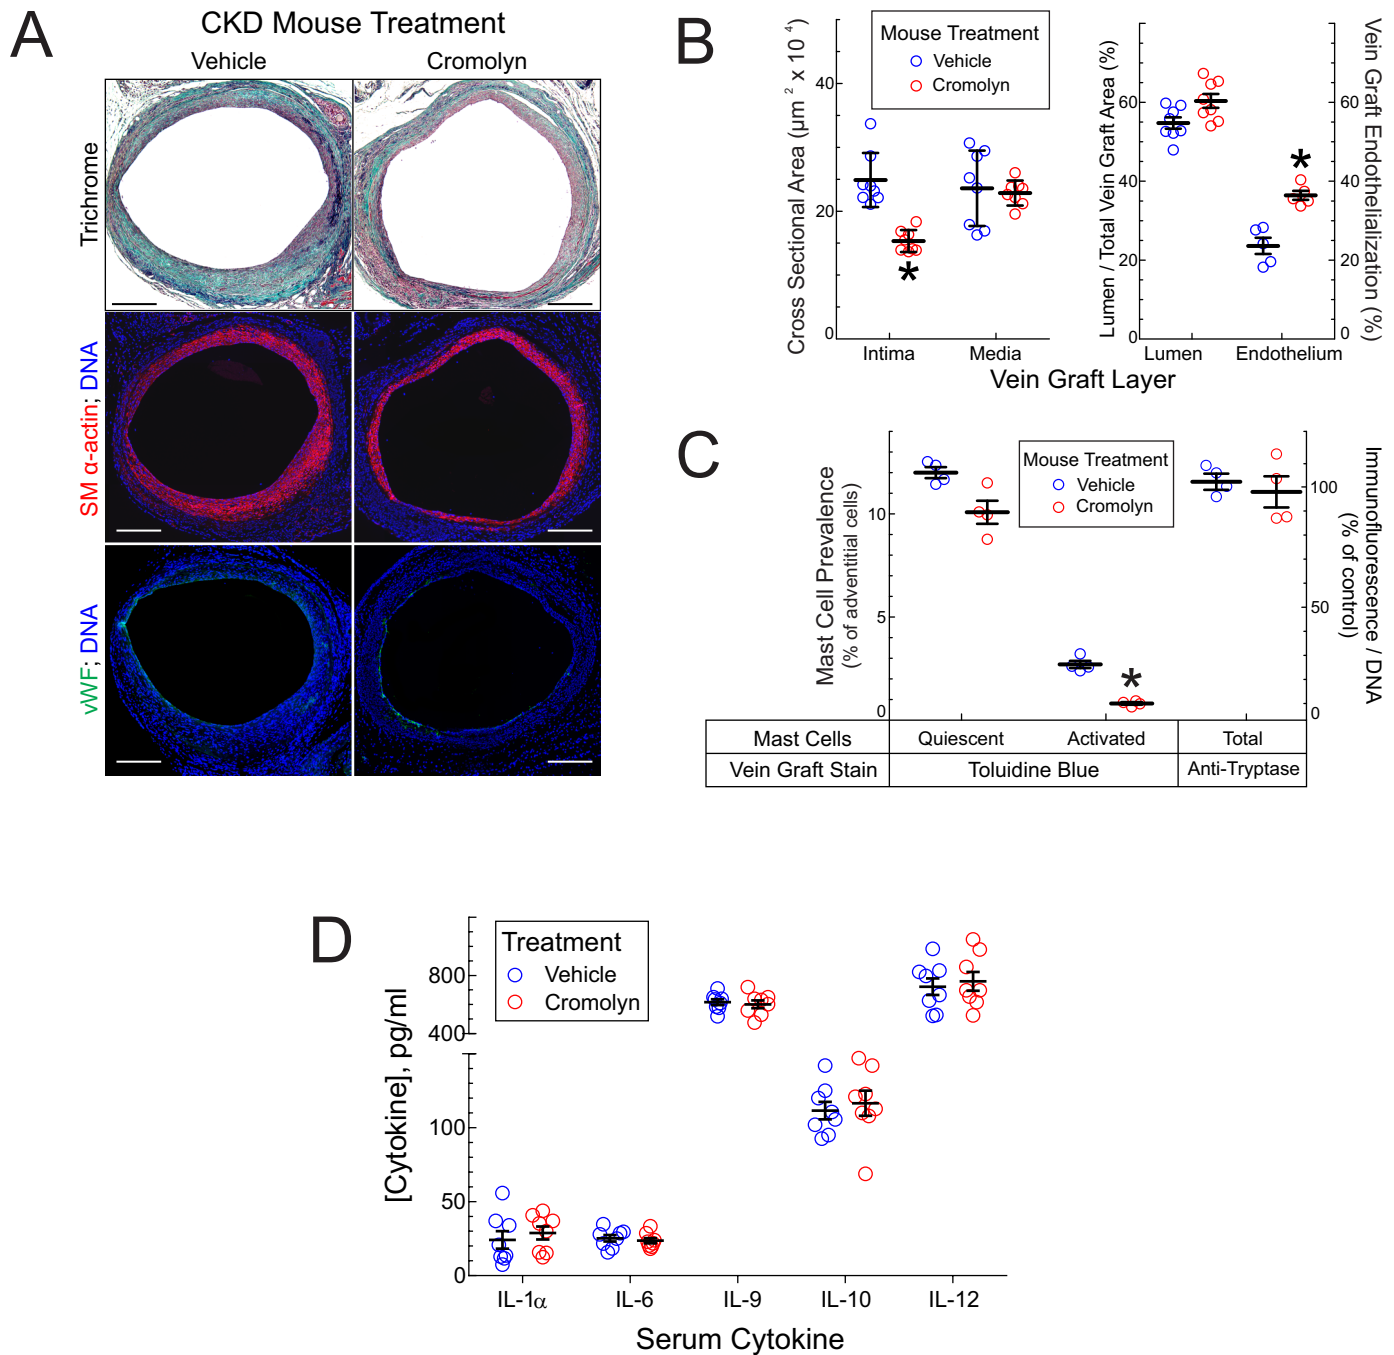 A
CKD Mouse Treatment
Vehicle
Cromolyn
Trichrome
SM α-actin; DNA
vWF; DNA
B
Cross Sectional Area (µm² x 10⁴)
40
20
0
Mouse Treatment
Vehicle
Cromolyn
*
Intima
Media
Lumen / Total Vein Graft Area (%)
60
40
20
0
*
Lumen
Endothelium
60
40
20
0
Vein Graft Endothelialization (%)
Vein Graft Layer
C
Mast Cell Prevalence
(% of adventitial cells)
10
5
0
Mouse Treatment
Vehicle
Cromolyn
*
100
50
0
Immunofluorescence / DNA
(% of control)
Mast Cells
Quiescent
Activated
Total
Vein Graft Stain
Toluidine Blue
Anti-Tryptase
D
[Cytokine], pg/ml
800
400
100
50
0
Treatment
Vehicle
Cromolyn
IL-1α
IL-6
IL-9
IL-10
IL-12
Serum Cytokine